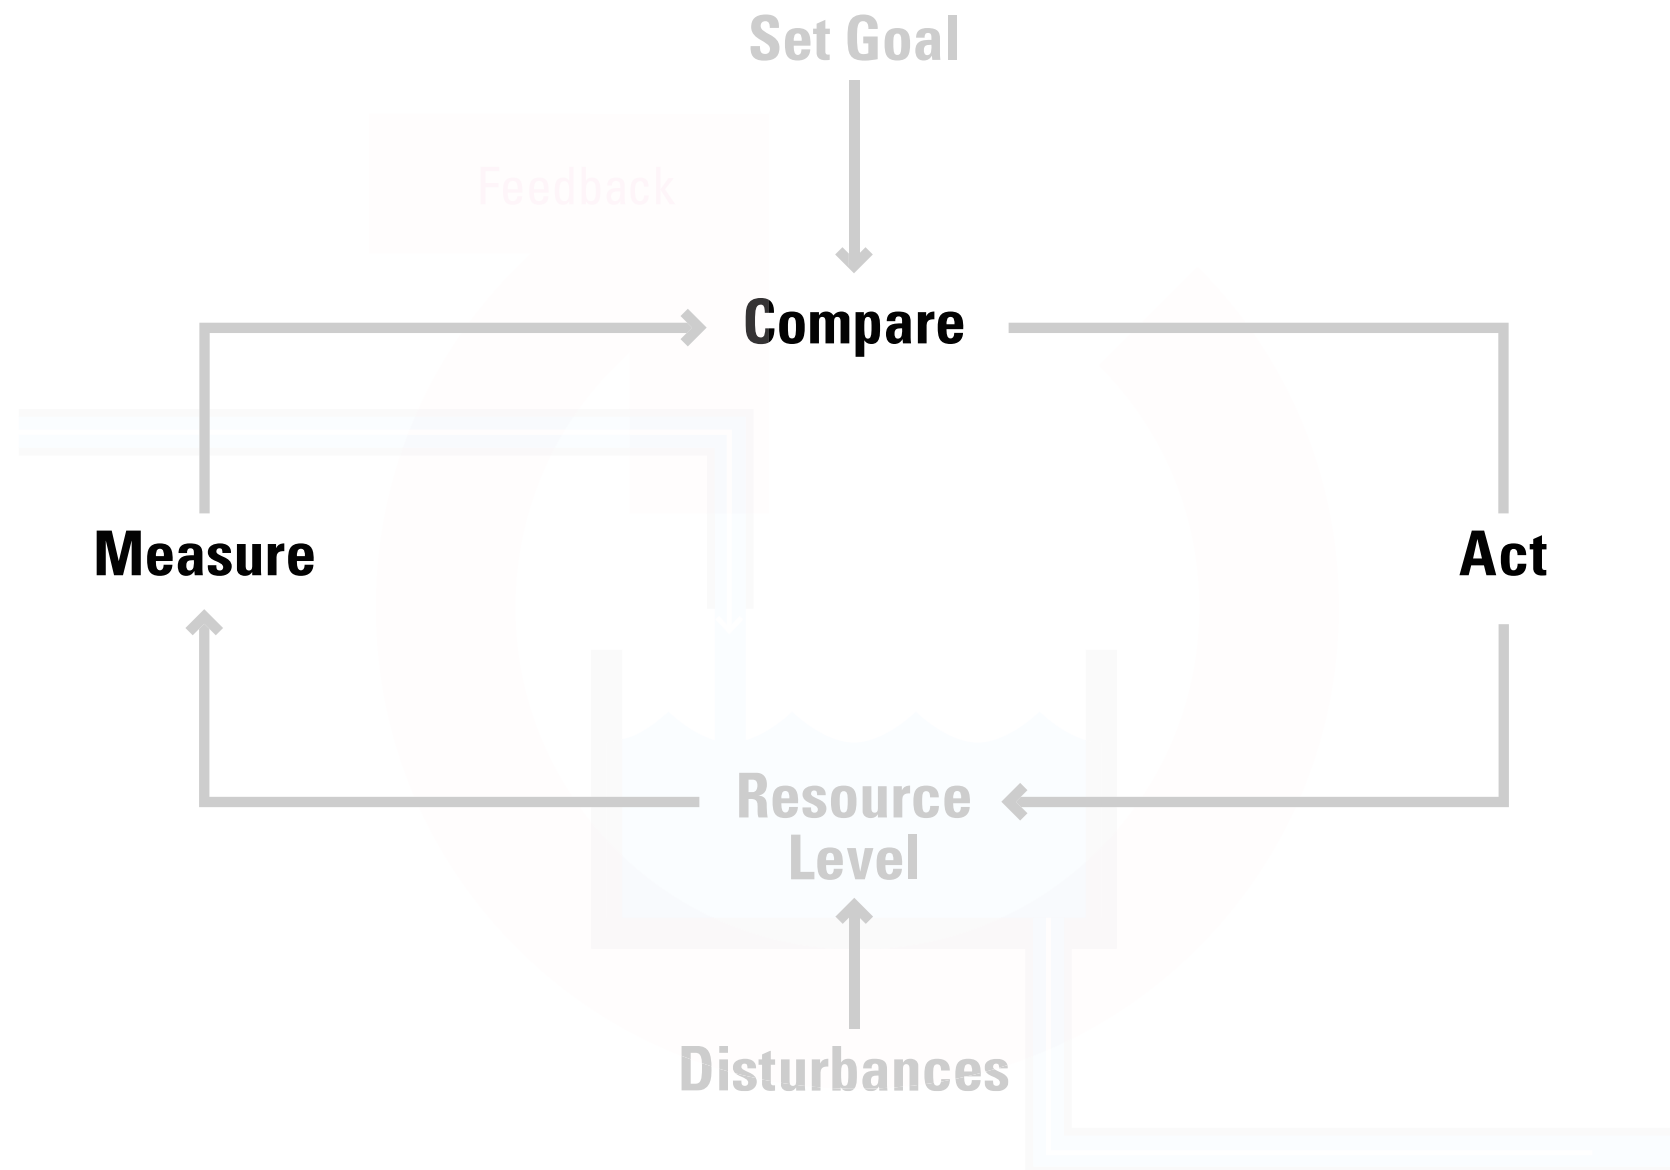 Set Goal
Feedback
Compare
Measure
Act
Resource
Level
Disturbances